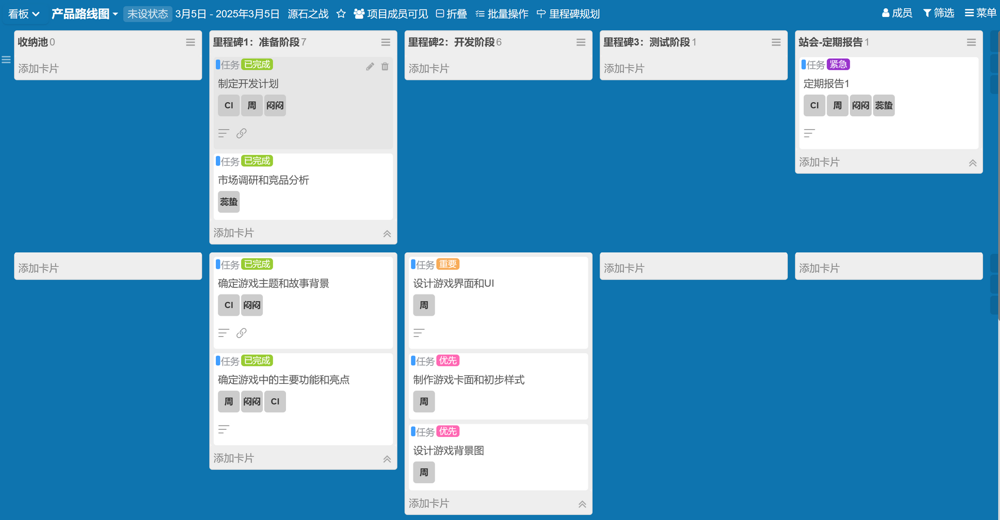 看板 产品路线图 未设状态 3月5日 - 2025年3月5日 源石之战 项目成员可见 折叠 批量操作 里程碑规划 成员 筛选 菜单
收纳池 0
添加卡片
里程碑1：准备阶段 7
任务 已完成
制定开发计划
CI 周 闷闷
任务 已完成
市场调研和竞品分析
蕊蛰
添加卡片
里程碑2：开发阶段 6
添加卡片
里程碑3：测试阶段 1
添加卡片
站会-定期报告 1
任务 紧急
定期报告1
CI 周 闷闷 蕊蛰
添加卡片
添加卡片
任务 已完成
确定游戏主题和故事背景
CI 闷闷
任务 已完成
确定游戏中的主要功能和亮点
周 闷闷 CI
添加卡片
任务 重要
设计游戏界面和UI
周
任务 优先
制作游戏卡面和初步样式
周
任务 优先
设计游戏背景图
周
添加卡片
添加卡片
添加卡片